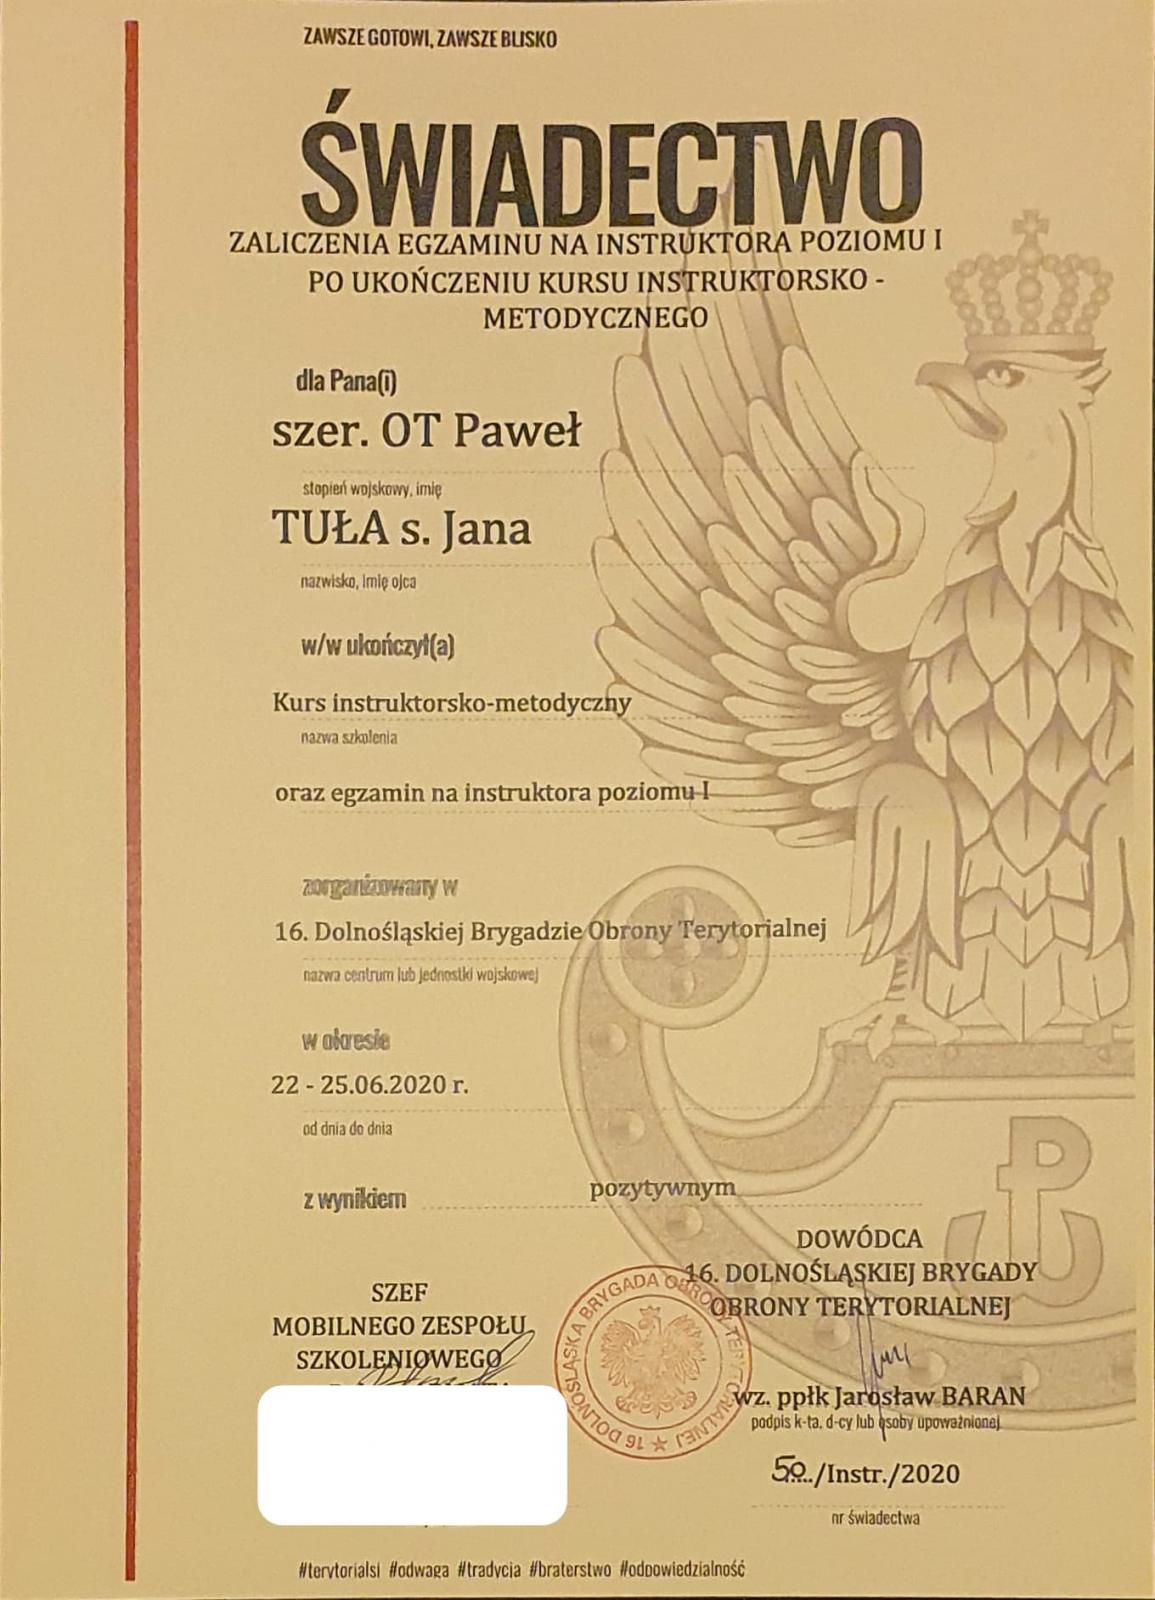 ZAWSZE GOTOWI, ZAWSZE BLISKO
ŚWIADECTWO
ZALICZENIA EGZAMINU NA INSTRUKTORA POZIOMU I
PO UKOŃCZENIU KURSU INSTRUKTORSKO -
METODYCZNEGO
dla Pana(i)
szer. OT Paweł
stopień wojskowy, imię
TUŁA s. Jana
nazwisko, imię ojca
w/w ukończył(a)
Kurs instruktorsko-metodyczny
nazwa szkolenia
oraz egzamin na instruktora poziomu I
zorganizowany w
16. Dolnośląskiej Brygadzie Obrony Terytorialnej
nazwa centrum lub jednostki wojskowej
w okresie
22 - 25.06.2020 r.
od dnia do dnia
z wynikiem pozytywnym
DOWÓDCA
16. DOLNOŚLĄSKIEJ BRYGADY
OBRONY TERYTORIALNEJ
SZEF
MOBILNEGO ZESPOŁU
SZKOLENIOWEGO
16 DOLNOŚLĄSKA BRYGADA OBRONY TERYTORIALNEJ
wz. ppłk Jarosław BARAN
podpis k-ta, d-cy lub osoby upoważnionej
50../Instr./2020
nr świadectwa
#terytorialsi #odwaga #tradycja #braterstwo #odpowiedzialność